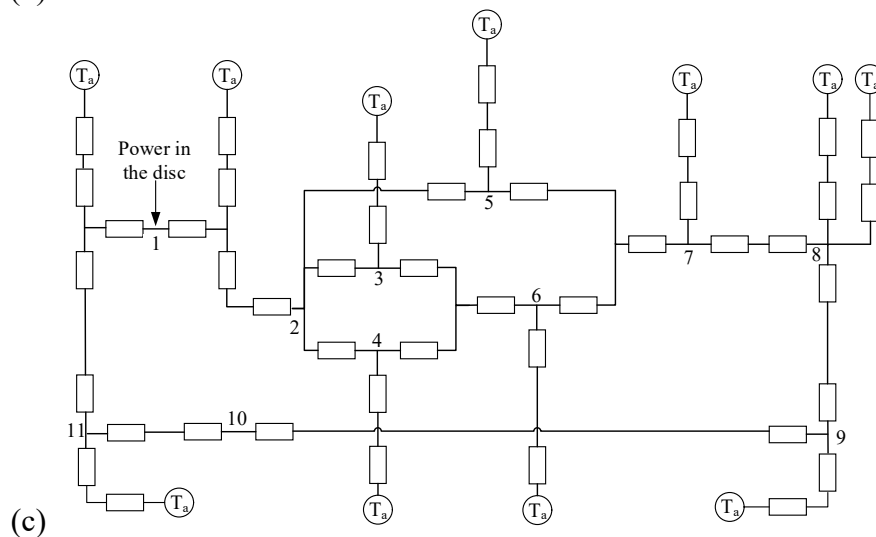 Tₐ
Tₐ Tₐ Tₐ Tₐ Tₐ
Tₐ
Power in
the disc
5
1
3
7
8
2
6
4
10
11
9
Tₐ Tₐ Tₐ Tₐ
(c)